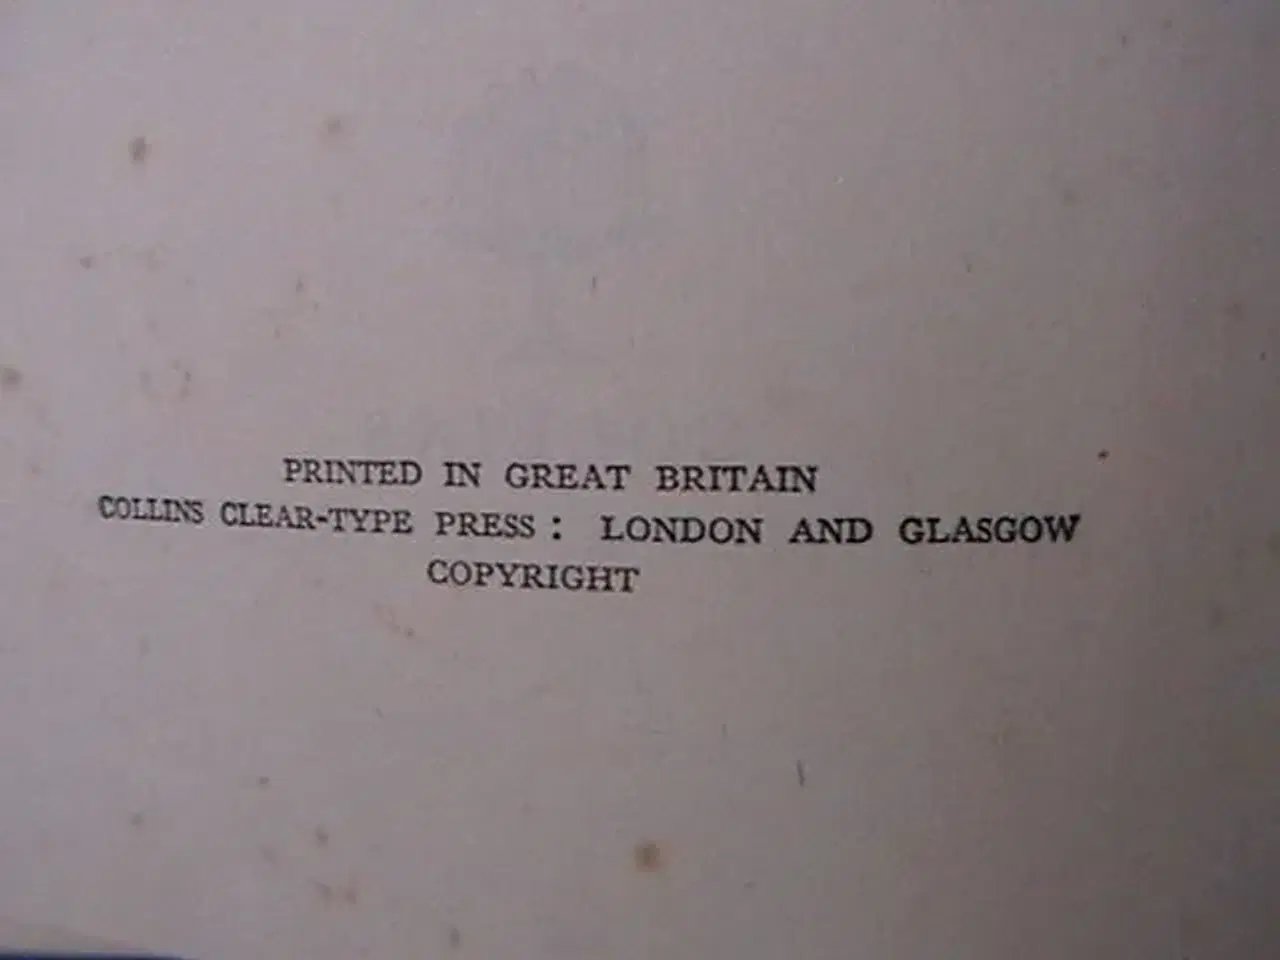 PRINTED IN GREAT BRITAIN
COLLINS CLEAR-TYPE PRESS : LONDON AND GLASGOW
COPYRIGHT